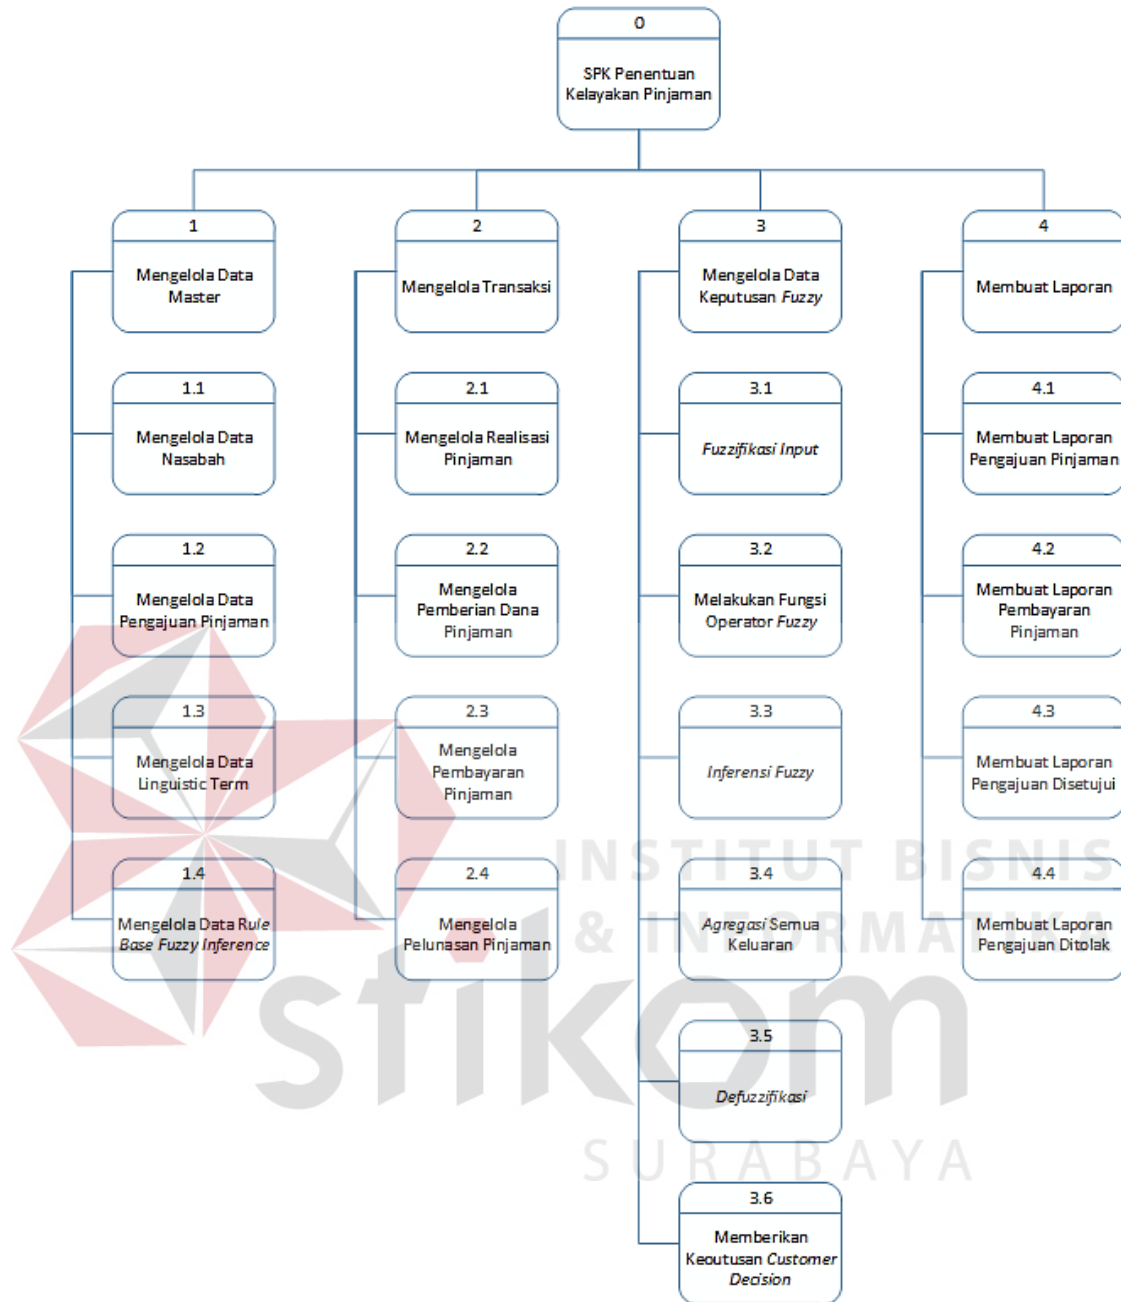 0
SPK Penentuan
Kelayakan Pinjaman
1
Mengelola Data
Master
2
Mengelola Transaksi
3
Mengelola Data
Keputusan Fuzzy
4
Membuat Laporan
1.1
Mengelola Data
Nasabah
2.1
Mengelola Realisasi
Pinjaman
3.1
Fuzzifikasi Input
4.1
Membuat Laporan
Pengajuan Pinjaman
1.2
Mengelola Data
Pengajuan Pinjaman
2.2
Mengelola
Pemberian Dana
Pinjaman
3.2
Melakukan Fungsi
Operator Fuzzy
4.2
Membuat Laporan
Pembayaran
Pinjaman
1.3
Mengelola Data
Linguistic Term
2.3
Mengelola
Pembayaran
Pinjaman
3.3
Inferensi Fuzzy
4.3
Membuat Laporan
Pengajuan Disetujui
1.4
Mengelola Data Rule
Base Fuzzy Inference
2.4
Mengelola
Pelunasan Pinjaman
3.4
Agregasi Semua
Keluaran
4.4
Membuat Laporan
Pengajuan Ditolak
3.5
Defuzzifikasi
3.6
Memberikan
Keoutusan Customer
Decision
INSTITUT BISNIS
& INFORMATIKA
stikom
SURABAYA